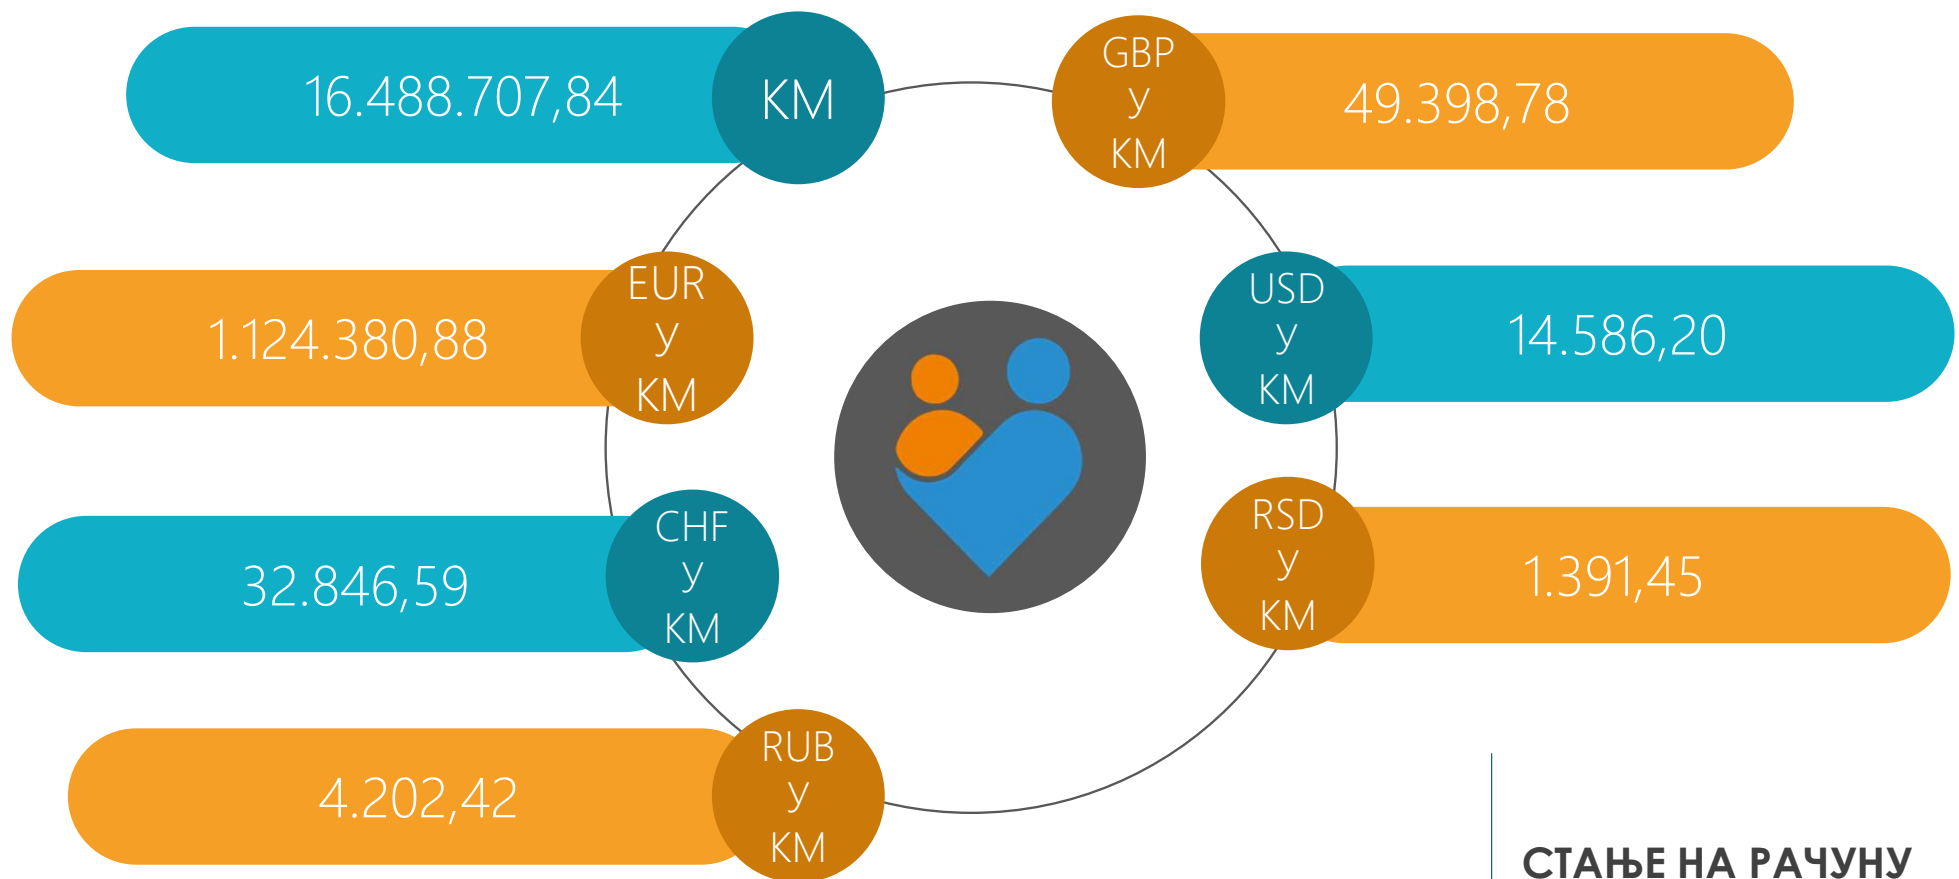 16.488.707,84
КМ
GBP
у
КМ
49.398,78
1.124.380,88
EUR
у
КМ
USD
у
КМ
14.586,20
32.846,59
CHF
у
КМ
RSD
у
КМ
1.391,45
4.202,42
RUB
у
КМ
СТАЊЕ НА РАЧУНУ